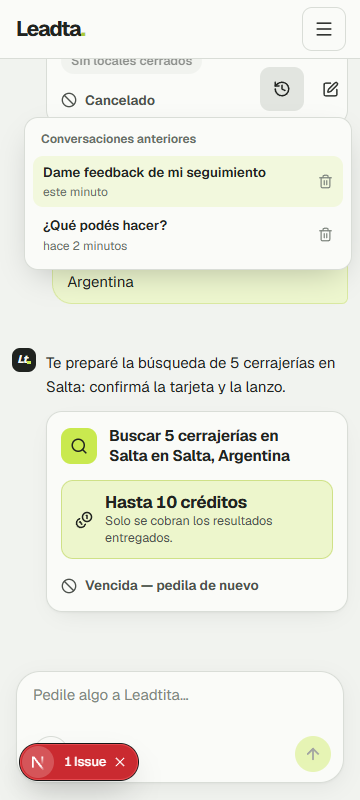 Leadta.
Sin locales cerrados
Cancelado
Conversaciones anteriores
Dame feedback de mi seguimiento
este minuto
¿Qué podés hacer?
hace 2 minutos
Argentina
Lt.
Te preparé la búsqueda de 5 cerrajerías en
Salta: confirmá la tarjeta y la lanzo.
Buscar 5 cerrajerías en
Salta en Salta, Argentina
Hasta 10 créditos
Solo se cobran los resultados
entregados.
Vencida — pedila de nuevo
Pedile algo a Leadtita...
N 1 Issue